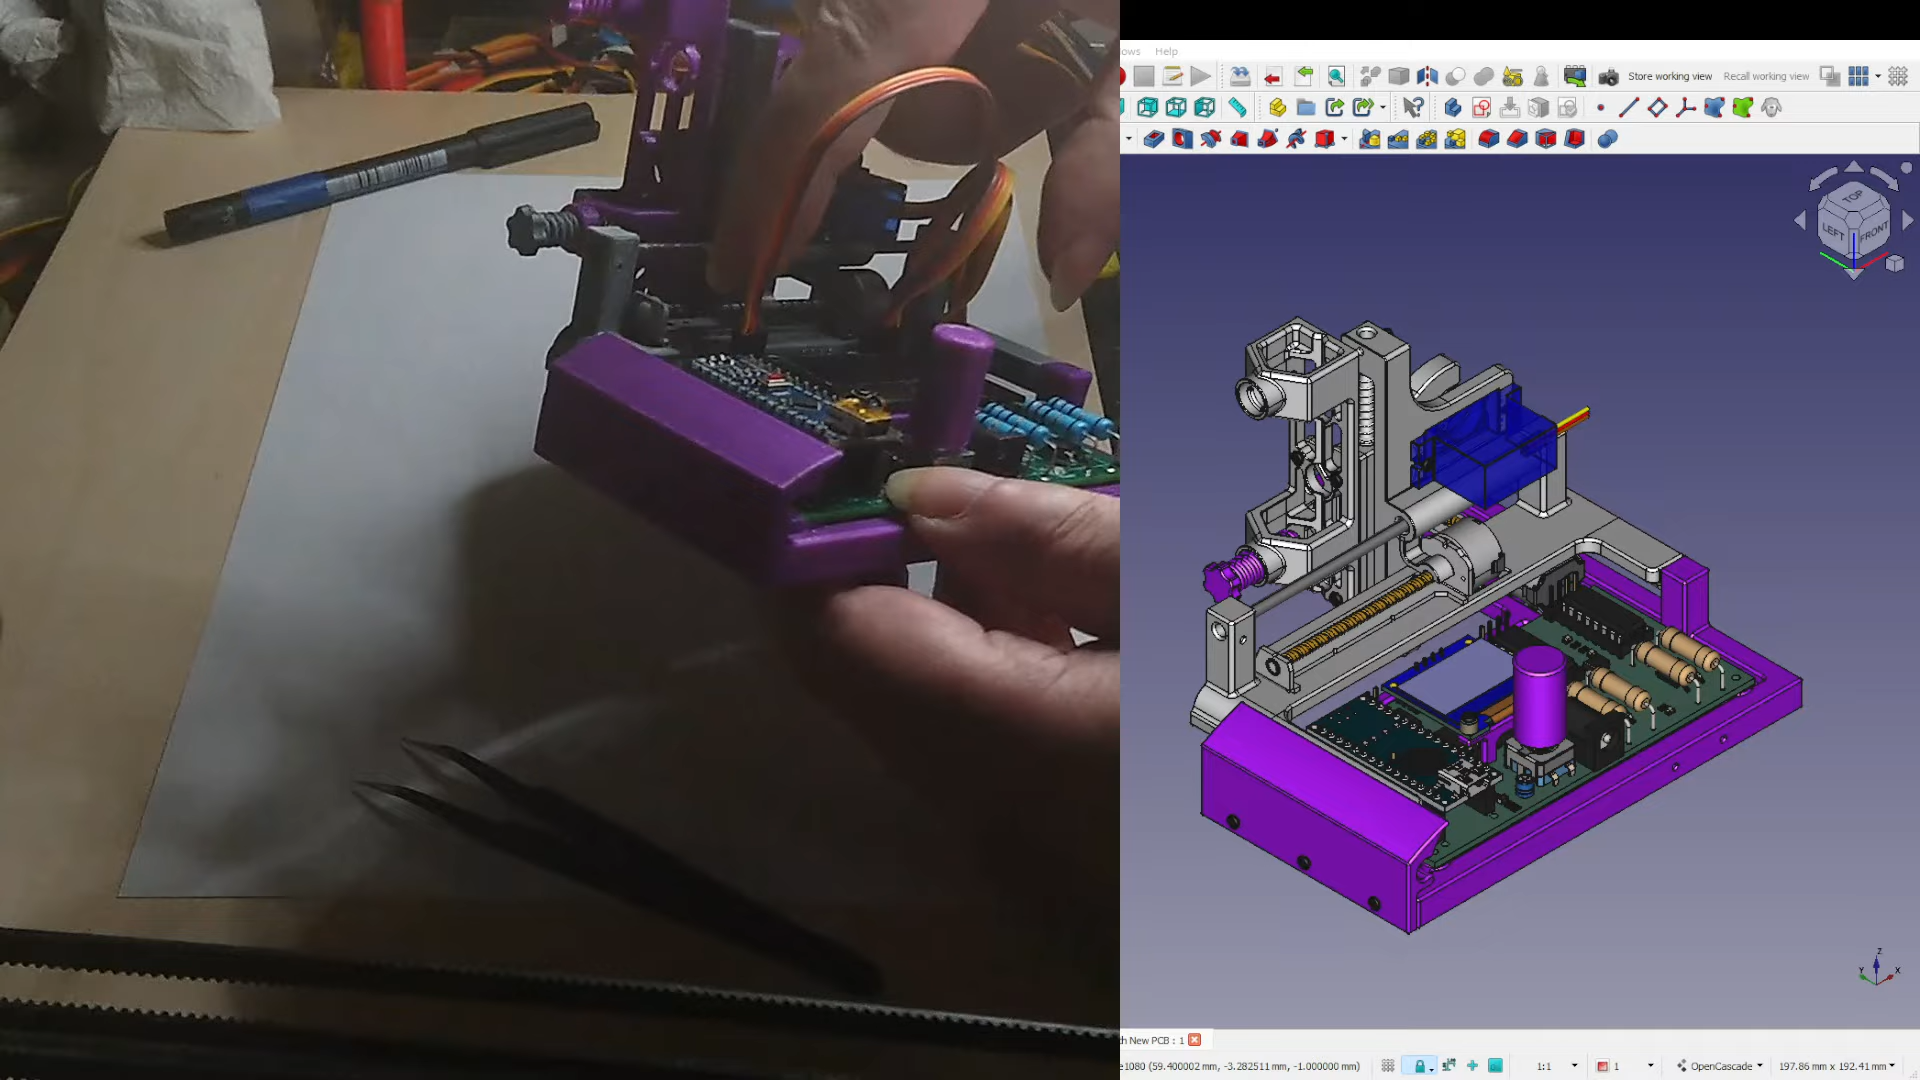 Help
Store working view
Recall working view
TOP
LEFT
FRONT
Z
Y
X
New PCB : 1
1080 (59.400002 mm, -3.282511 mm, -1.000000 mm)
1:1
1
OpenCascade
197.86 mm x 192.41 mm